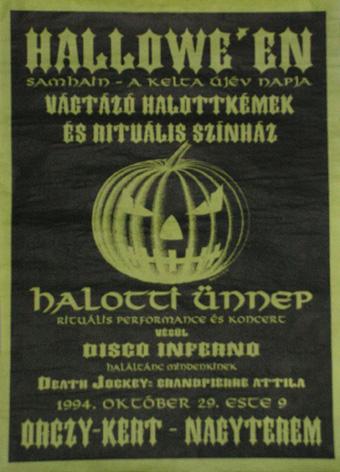 HALLOWE'EN
SAMHAIN - A KELTA ÚJÉV NAPJA
VÁGTÁZÓ HALOTTKÉMEK
ÉS RITUÁLIS SZÍNHÁZ
HALOTTI ÜNNEP
RITUÁLIS PERFORMANCE ÉS KONCERT
VÉGÜL
DISCO INFERNO
HALÁLTÁNC MINDENKINEK
DEATH JOCKEY: GRANDPIERRE ATTILA
1994. OKTÓBER 29. ESTE 9
ORCZY-KERT - NAGYTEREM